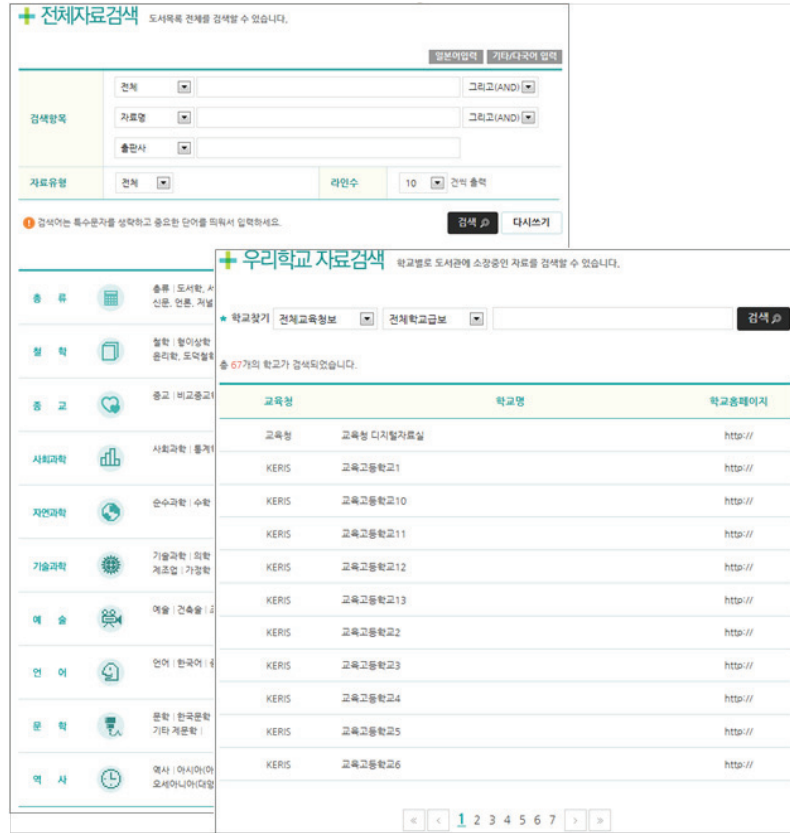 전체자료검색 도서목록 전체를 검색할 수 있습니다.
일본어입력 기타/다국어 입력
전체 그리고(AND)
검색항목 자료명 그리고(AND)
출판사
자료유형 전체 라인수 10 건씩 출력
검색어는 특수문자를 생략하고 중요한 단어를 띄워서 입력하세요. 검색 다시쓰기
총 류 총류 | 도서학, 서
신문, 언론, 저널
철 학 철학 | 형이상학
윤리학, 도덕철학
종 교 종교 | 비교종교
사회과학 사회과학 | 통계
자연과학 순수과학 | 수학
기술과학 기술과학 | 의학
제조업 | 가정학
예 술 예술 | 건축술 |
언 어 언어 | 한국어 |
문 학 문학 | 한국문학
기타 제문학 |
역 사 역사 | 아시아(아
오세아니아(대양
우리학교 자료검색 학교별로 도서관에 소장중인 자료를 검색할 수 있습니다.
학교찾기 전체교육청보 전체학교급보 검색
총 67개의 학교가 검색되었습니다.
교육청 학교명 학교홈페이지
교육청 교육청 디지털자료실 http://
KERIS 교육고등학교1 http://
KERIS 교육고등학교10 http://
KERIS 교육고등학교11 http://
KERIS 교육고등학교12 http://
KERIS 교육고등학교13 http://
KERIS 교육고등학교2 http://
KERIS 교육고등학교3 http://
KERIS 교육고등학교4 http://
KERIS 교육고등학교5 http://
KERIS 교육고등학교6 http://
« < 1 2 3 4 5 6 7 > »